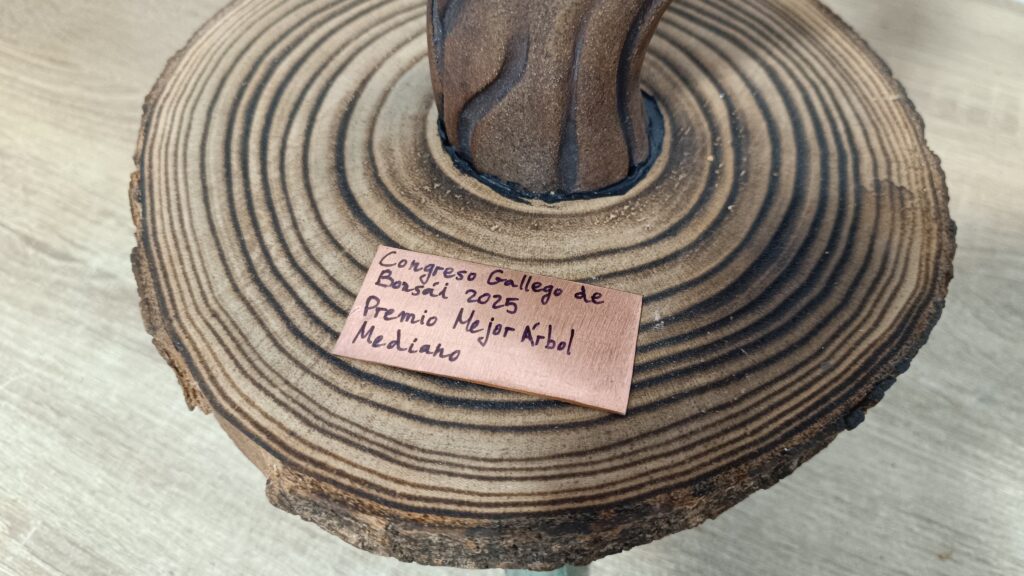 Congreso Gallego de
Bonsái 2025
Premio Mejor Árbol
Mediano